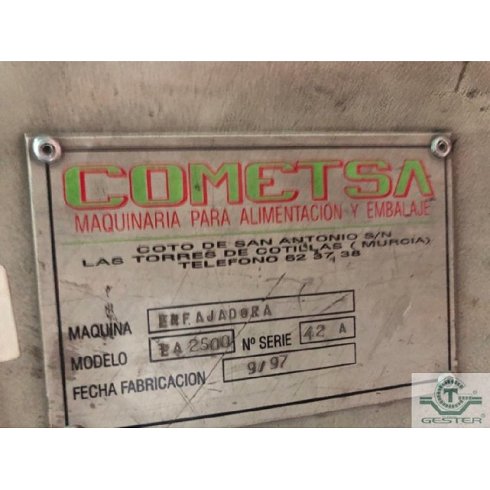 COMETSA
MAQUINARIA PARA ALIMENTACIÓN Y EMBALAJE
COTO DE SAN ANTONIO S/N
LAS TORRES DE COTILLAS (MURCIA)
TELEFONO 62 37 38
MAQUINA ENFAJADORA
MODELO EA 2500 Nº SERIE 42 A
FECHA FABRICACION 9/97
GESTER